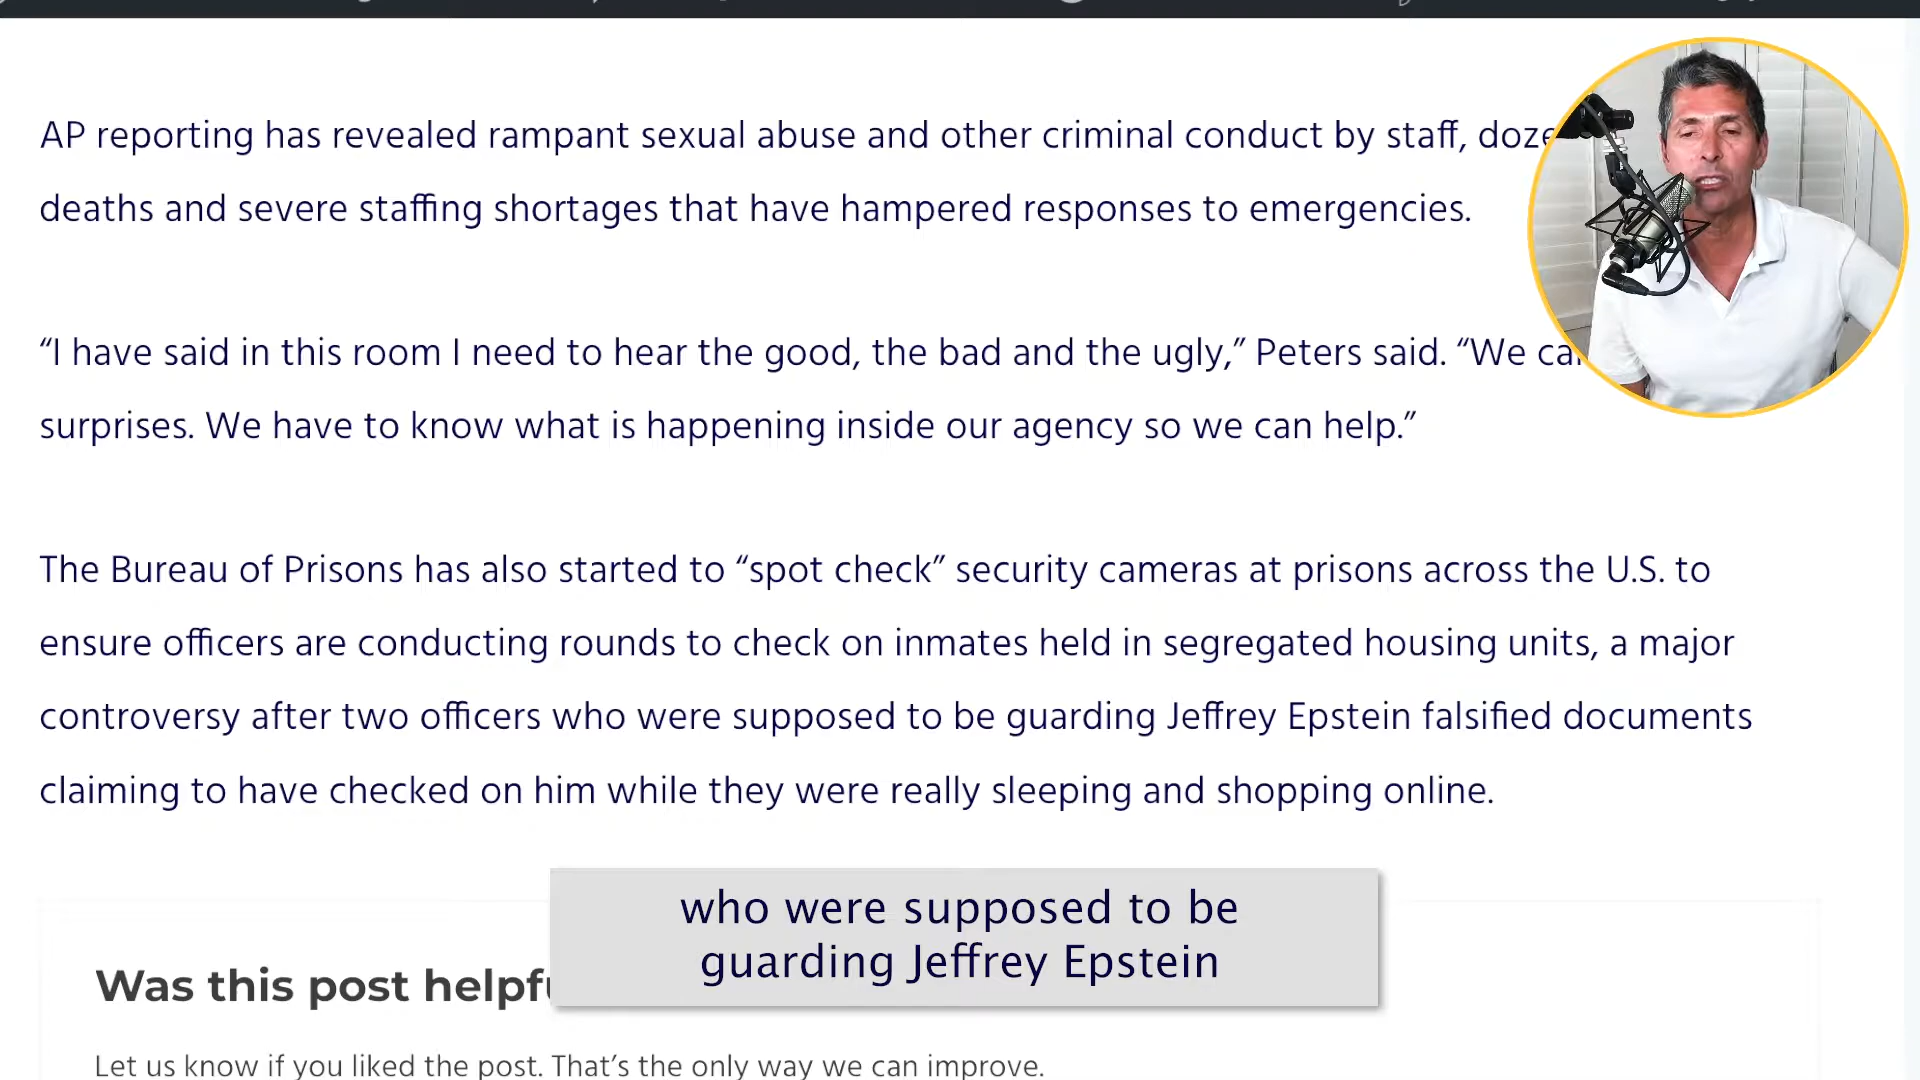 AP reporting has revealed rampant sexual abuse and other criminal conduct by staff,
deaths and severe staffing shortages that have hampered responses to emergencies.
“I have said in this room I need to hear the good, the bad and the ugly,” Peters said. “We
surprises. We have to know what is happening inside our agency so we can help.”
The Bureau of Prisons has also started to “spot check” security cameras at prisons across the U.S. to
ensure officers are conducting rounds to check on inmates held in segregated housing units, a major
controversy after two officers who were supposed to be guarding Jeffrey Epstein falsified documents
claiming to have checked on him while they were really sleeping and shopping online.
who were supposed to be
guarding Jeffrey Epstein
Was this post
Let us know if you liked the post. That’s the only way we can improve.